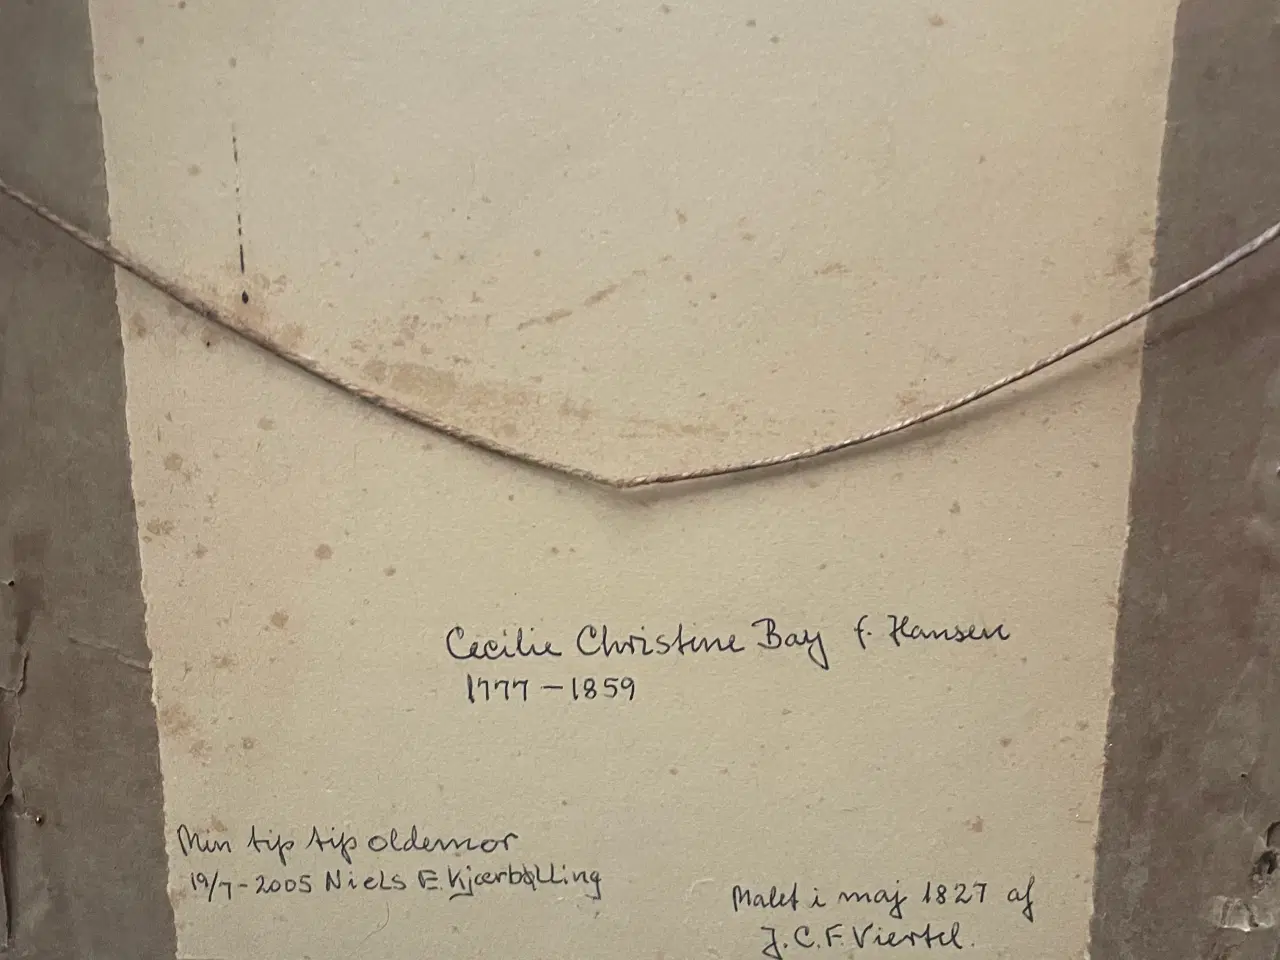 Cecilie Christine Bay f. Hansen
1777 – 1859
Min tip tip oldemor
19/7 - 2005 Niels E. Kjærbølling
Malet i maj 1827 af
J. C. F. Viertel.